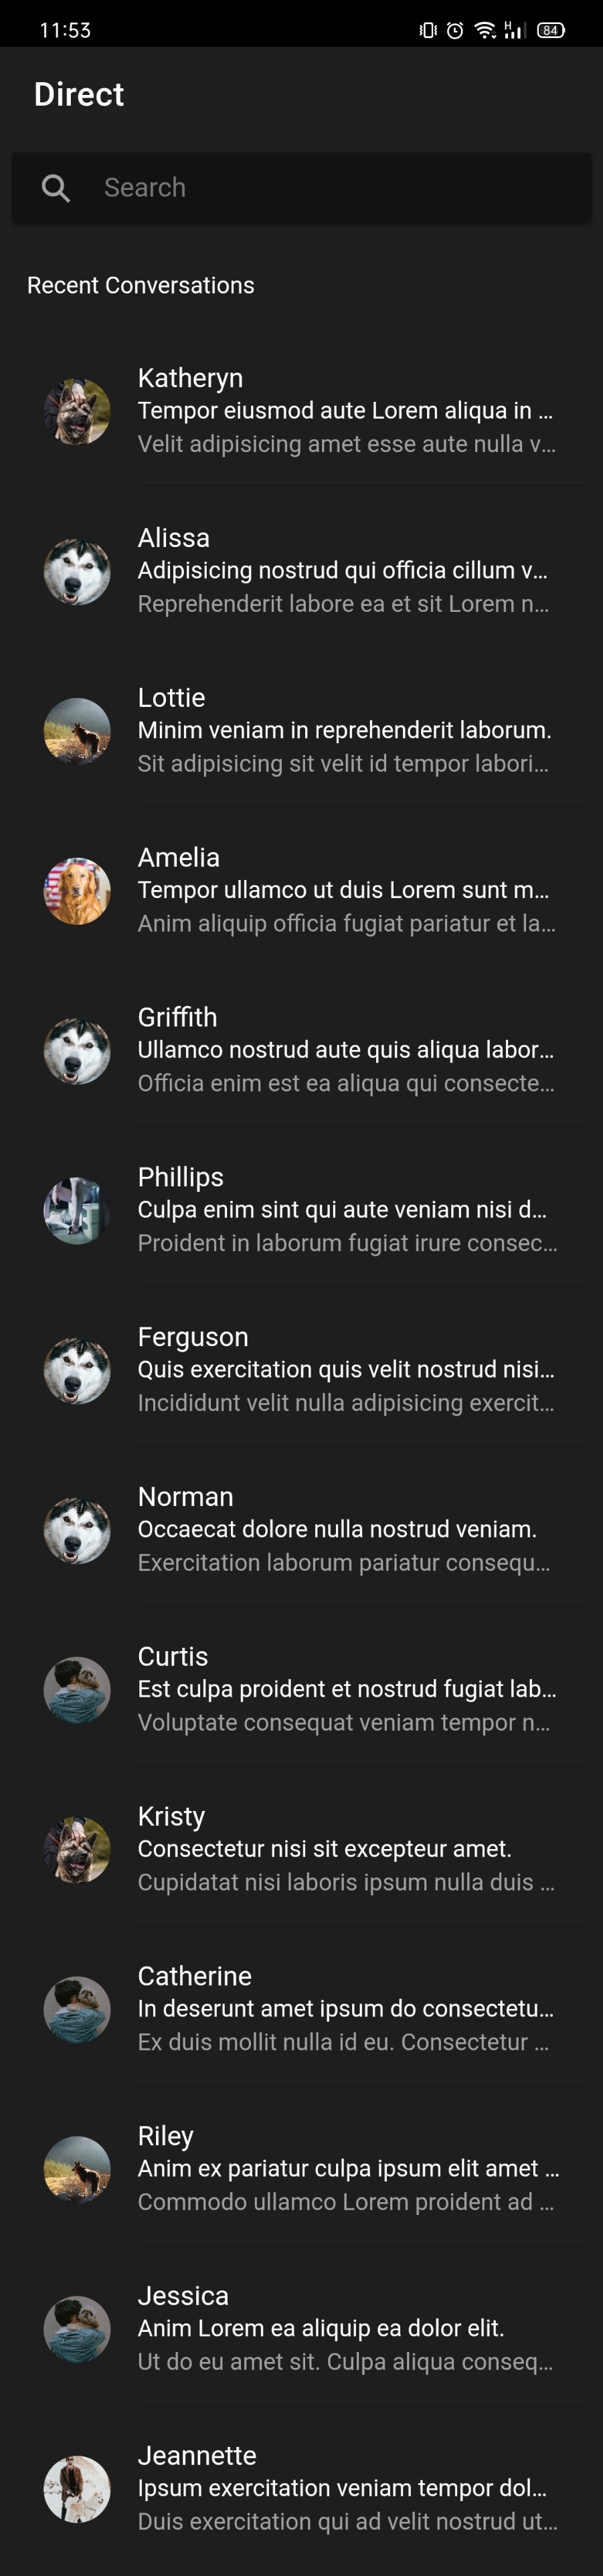 11:53
H
84
Direct
Search
Recent Conversations
Katheryn
Tempor eiusmod aute Lorem aliqua in ...
Velit adipisicing amet esse aute nulla v...
Alissa
Adipisicing nostrud qui officia cillum v...
Reprehenderit labore ea et sit Lorem n...
Lottie
Minim veniam in reprehenderit laborum.
Sit adipisicing sit velit id tempor labori...
Amelia
Tempor ullamco ut duis Lorem sunt m...
Anim aliquip officia fugiat pariatur et la...
Griffith
Ullamco nostrud aute quis aliqua labor...
Officia enim est ea aliqua qui consecte...
Phillips
Culpa enim sint qui aute veniam nisi d...
Proident in laborum fugiat irure consec...
Ferguson
Quis exercitation quis velit nostrud nisi...
Incididunt velit nulla adipisicing exercit...
Norman
Occaecat dolore nulla nostrud veniam.
Exercitation laborum pariatur consequ...
Curtis
Est culpa proident et nostrud fugiat lab...
Voluptate consequat veniam tempor n...
Kristy
Consectetur nisi sit excepteur amet.
Cupidatat nisi laboris ipsum nulla duis ...
Catherine
In deserunt amet ipsum do consectetu...
Ex duis mollit nulla id eu. Consectetur ...
Riley
Anim ex pariatur culpa ipsum elit amet ...
Commodo ullamco Lorem proident ad ...
Jessica
Anim Lorem ea aliquip ea dolor elit.
Ut do eu amet sit. Culpa aliqua conseq...
Jeannette
Ipsum exercitation veniam tempor dol...
Duis exercitation qui ad velit nostrud ut...